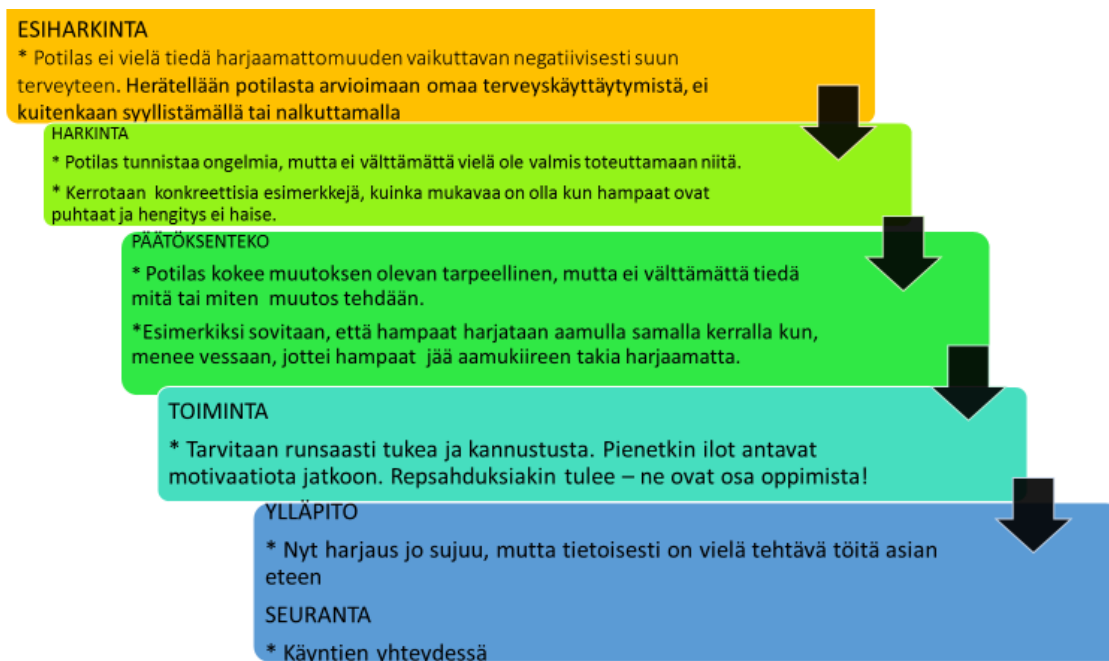 ESIHARKINTA
* Potilas ei vielä tiedä harjaamattomuuden vaikuttavan negatiivisesti suun
terveyteen. Herätellään potilasta arvioimaan omaa terveyskäyttäytymistä, ei
kuitenkaan syyllistämällä tai nalkuttamalla
HARKINTA
* Potilas tunnistaa ongelmia, mutta ei välttämättä vielä ole valmis toteuttamaan niitä.
* Kerrotaan konkreettisia esimerkkejä, kuinka mukavaa on olla kun hampaat ovat
puhtaat ja hengitys ei haise.
PÄÄTÖKSENTEKO
* Potilas kokee muutoksen olevan tarpeellinen, mutta ei välttämättä tiedä
mitä tai miten muutos tehdään.
*Esimerkiksi sovitaan, että hampaat harjataan aamulla samalla kerralla kun,
menee vessaan, jottei hampaat jää aamukiireen takia harjaamatta.
TOIMINTA
* Tarvitaan runsaasti tukea ja kannustusta. Pienetkin ilot antavat
motivaatiota jatkoon. Repsahduksiakin tulee – ne ovat osa oppimista!
YLLÄPITO
* Nyt harjaus jo sujuu, mutta tietoisesti on vielä tehtävä töitä asian
eteen
SEURANTA
* Käyntien yhteydessä